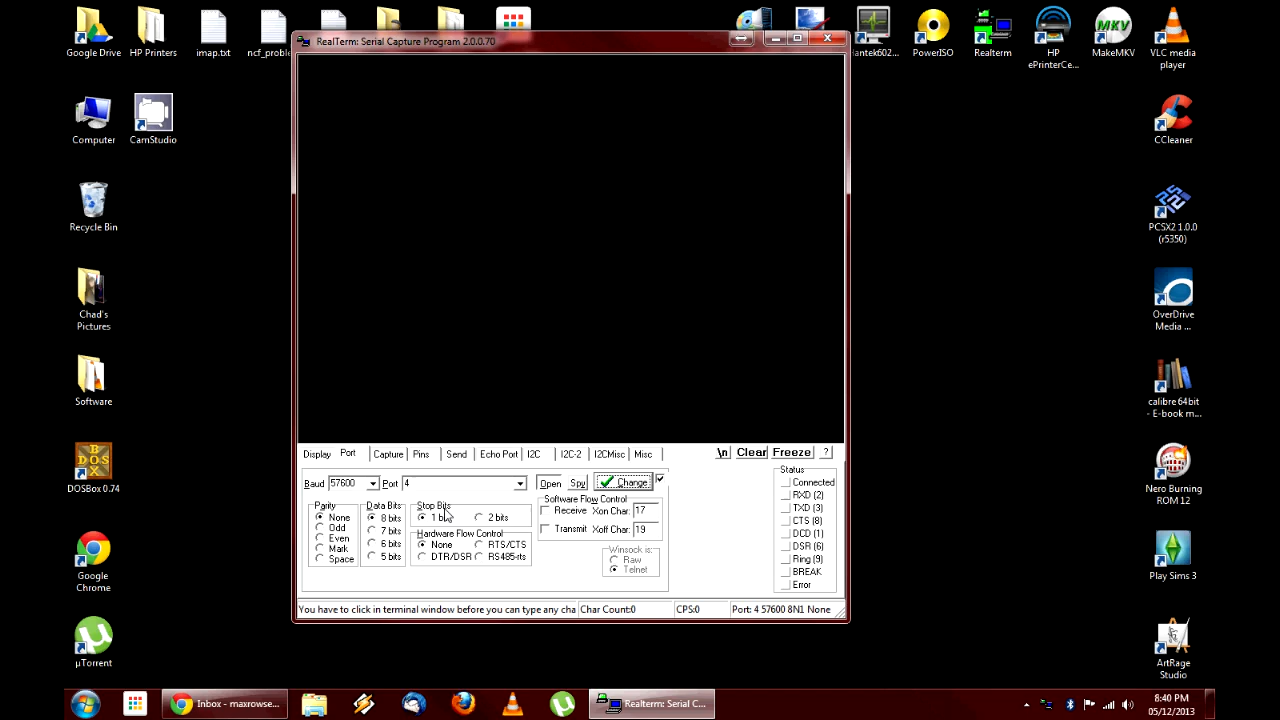 RealTerm: Serial Capture Program 2.0.0.70
Google Drive
HP Printers
imap.txt
PowerISO
Realterm
HP
ePrinterCe...
MakeMKV
VLC media
player
Computer
CamStudio
CCleaner
Recycle Bin
PCSX2 1.0.0
(r5350)
Chad's
Pictures
OverDrive
Media ...
Software
calibre 64bit
- E-book m...
DOSBox 0.74
Nero Burning
ROM 12
Google
Chrome
Play Sims 3
µTorrent
ArtRage
Studio
Display Port Capture Pins Send Echo Port I2C I2C-2 I2CMisc Misc \n Clear Freeze ?
Baud 57600 Port 4 Open Spy Change
Parity
None
Odd
Even
Mark
Space
Data Bits
8 bits
7 bits
6 bits
5 bits
Stop Bits
2 bits
Hardware Flow Control
None RTS/CTS
DTR/DSR RS485-rts
Software Flow Control
Receive Xon Char: 17
Transmit Xoff Char: 19
Winsock is:
Raw
Telnet
Status
Connected
RXD (2)
TXD (3)
CTS (8)
DCD (1)
DSR (6)
Ring (9)
BREAK
Error
You have to click in terminal window before you can type any cha Char Count:0 CPS:0 Port: 4 57600 8N1 None
Inbox - maxrowse...
Realterm: Serial C...
8:40 PM
05/12/2013